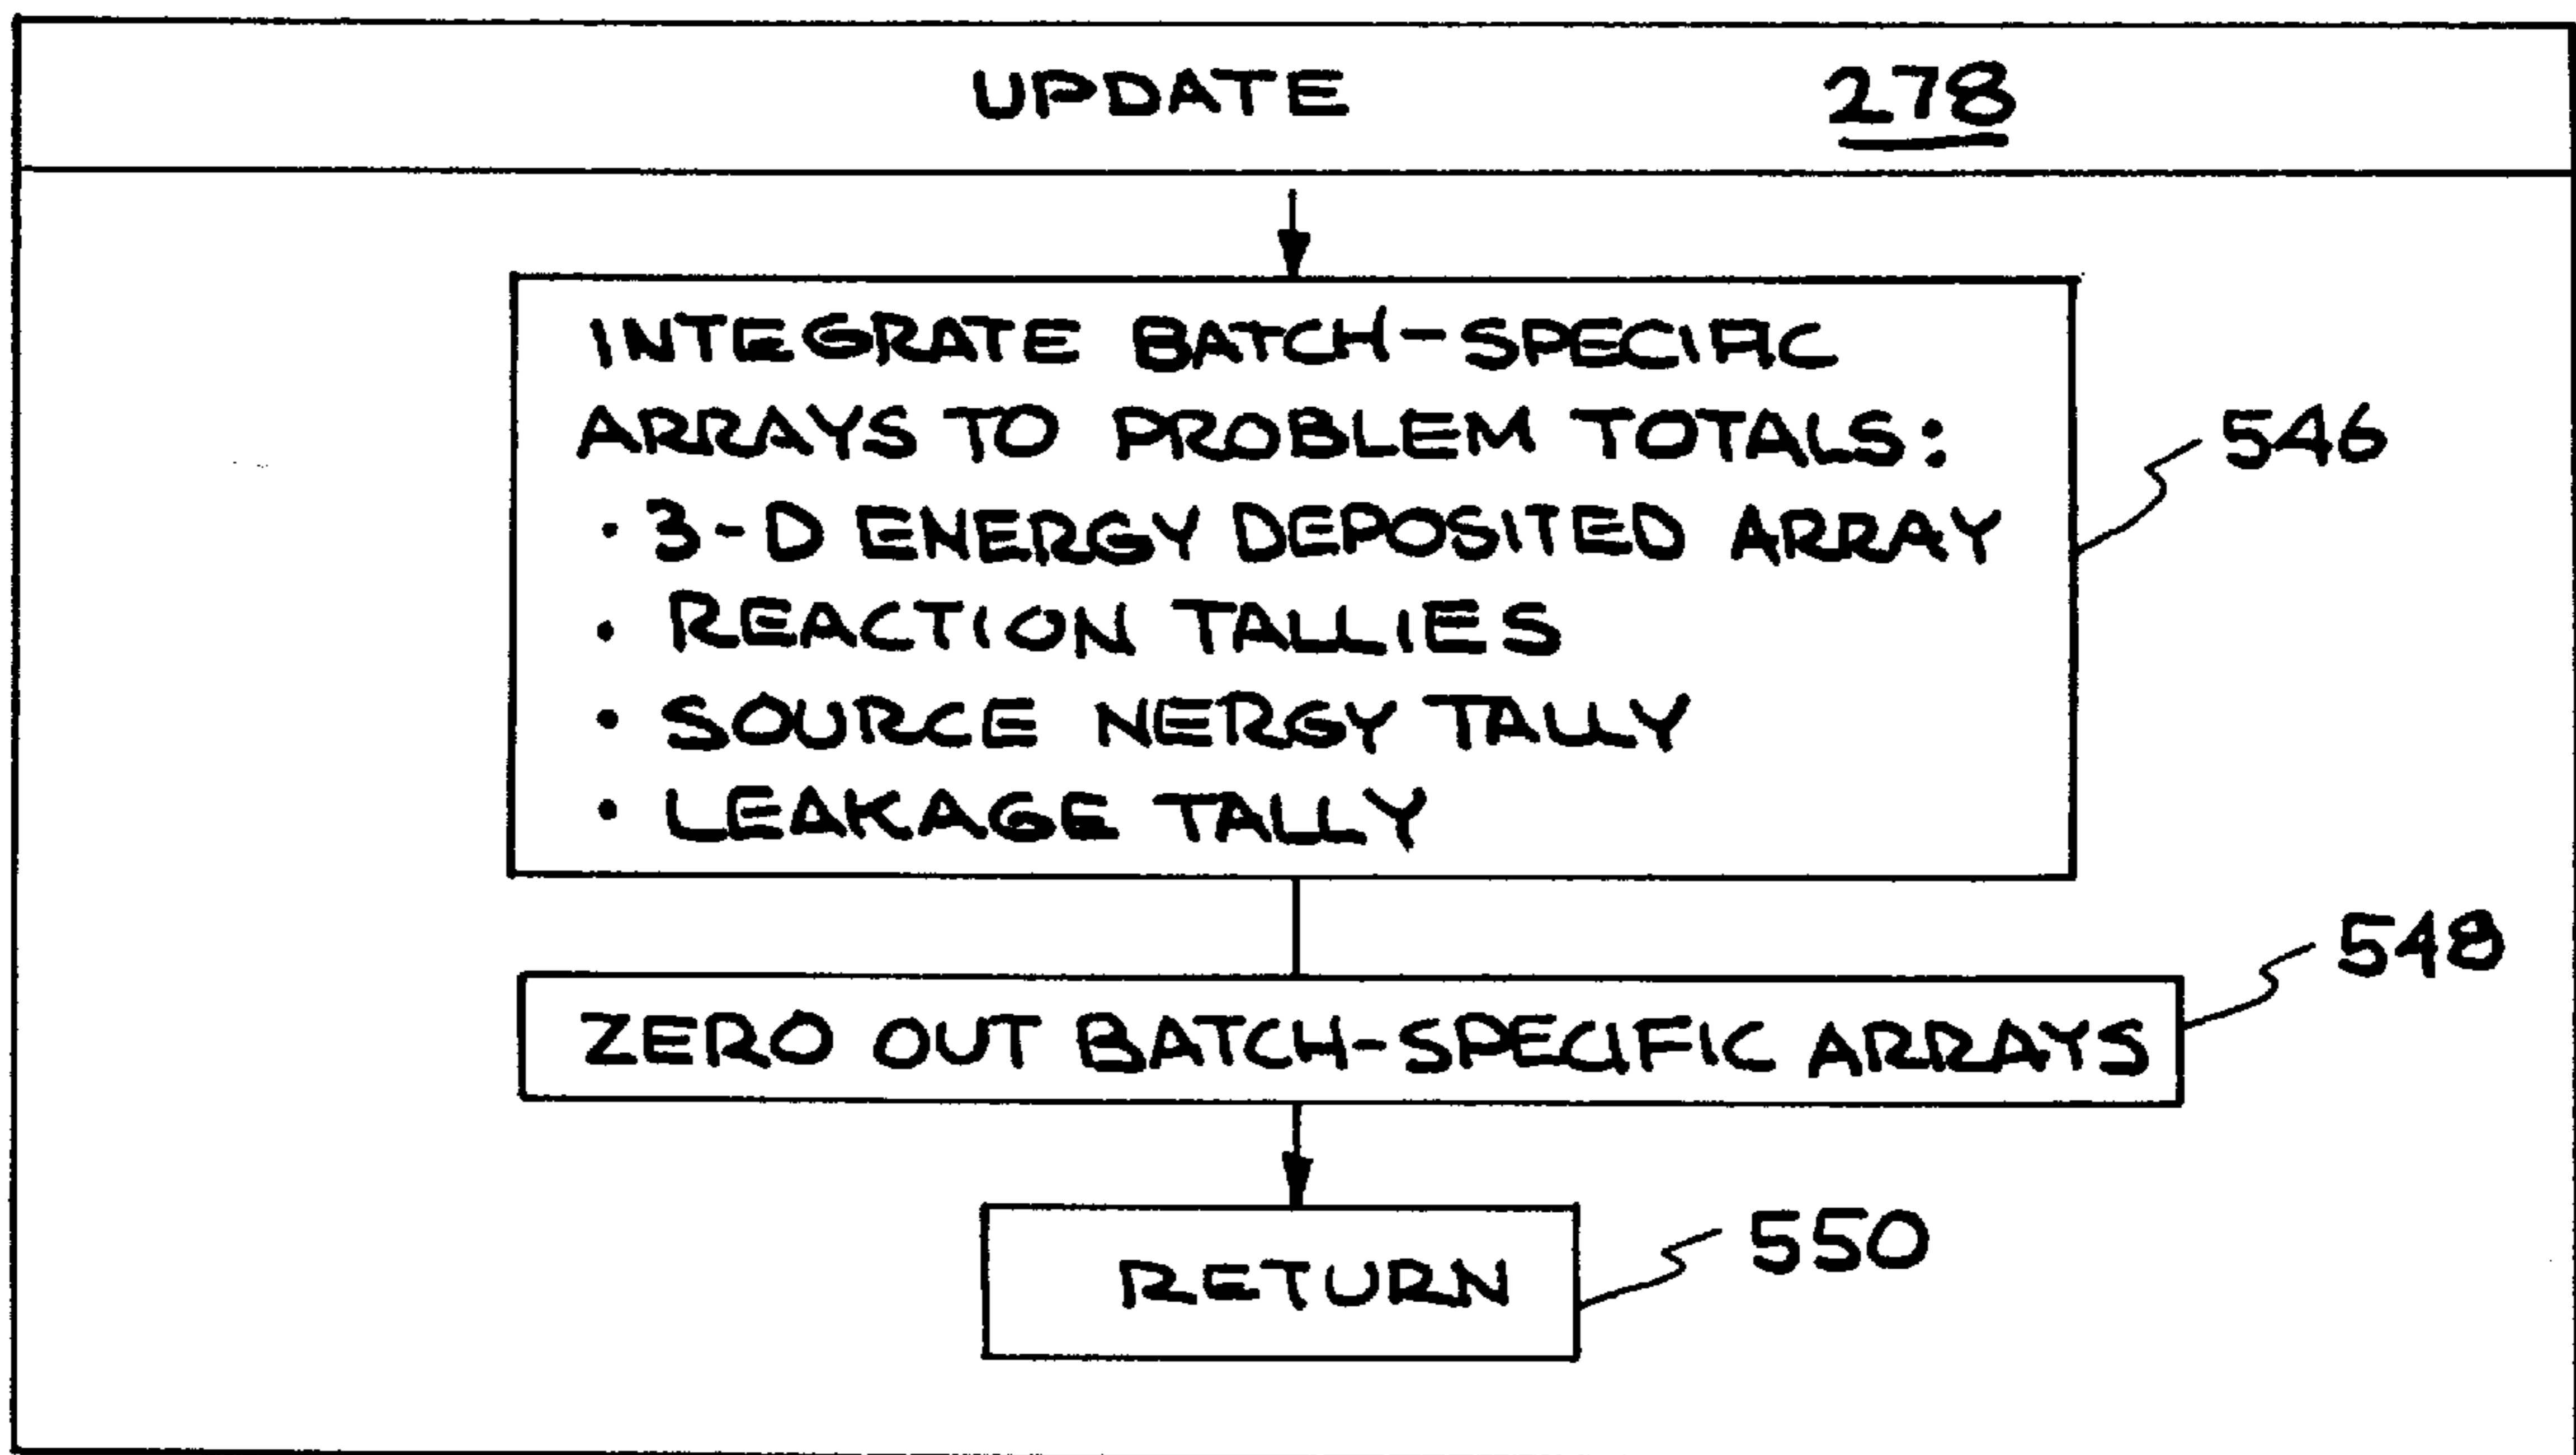 UPDATE 278
INTEGRATE BATCH-SPECIFIC
ARRAYS TO PROBLEM TOTALS:
· 3-D ENERGY DEPOSITED ARRAY
· REACTION TALLIES
· SOURCE NERGY TALLY
· LEAKAGE TALLY
546
ZERO OUT BATCH-SPECIFIC ARRAYS
548
RETURN
550